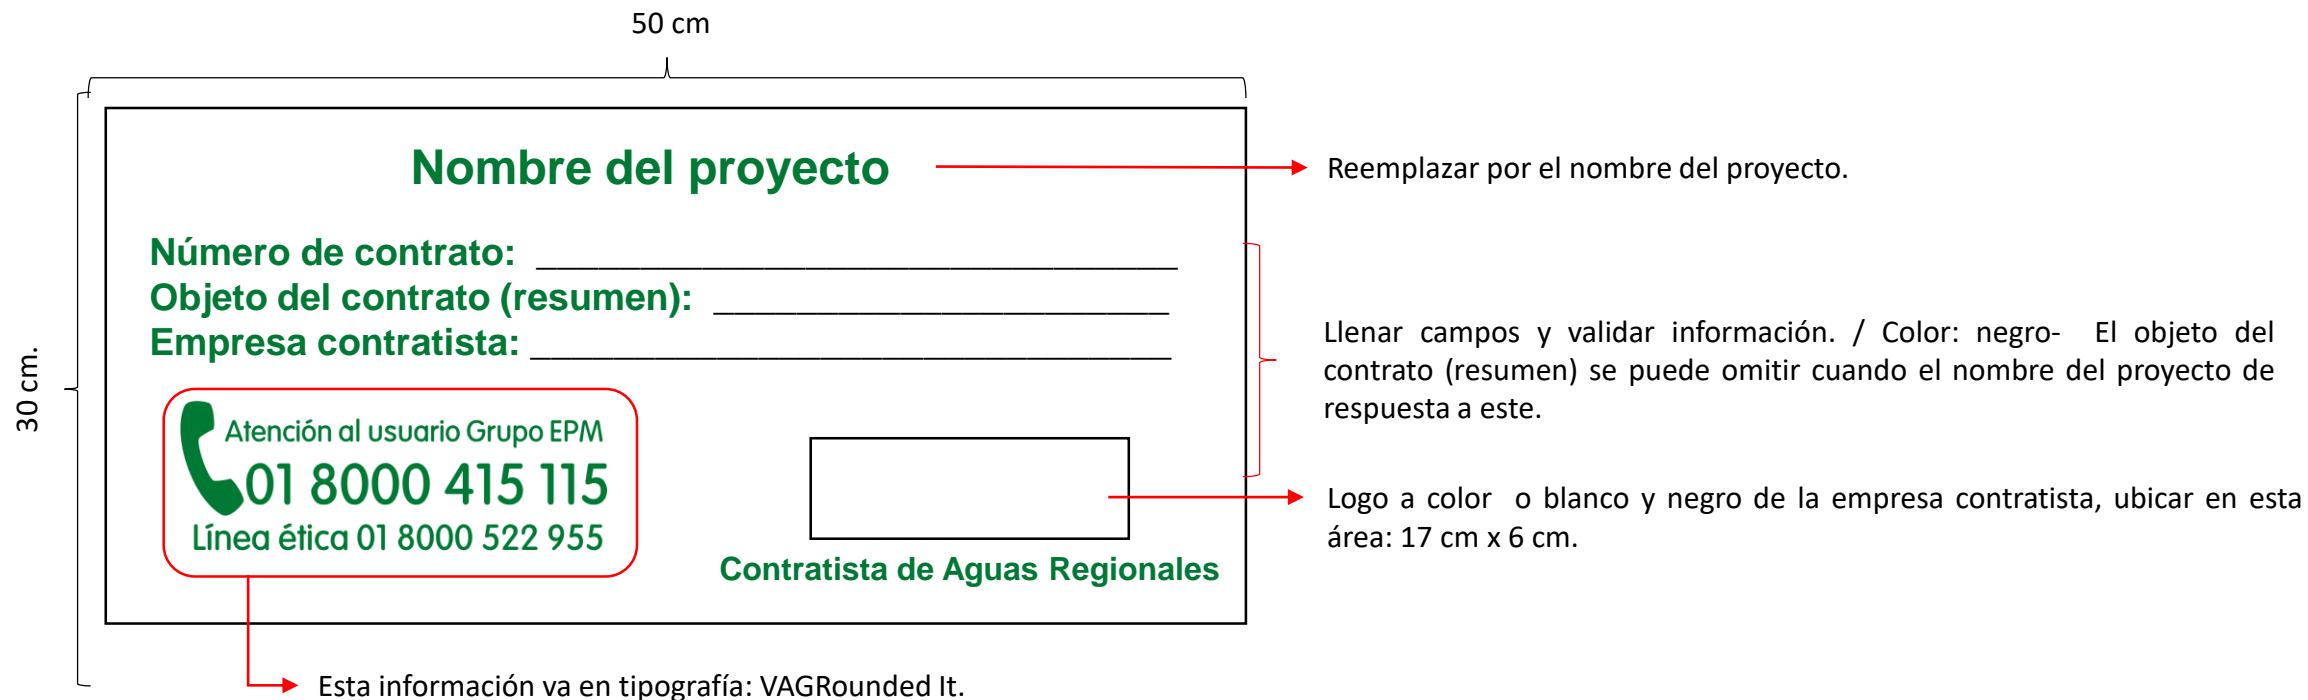 50 cm
30 cm.
Nombre del proyecto
Reemplazar por el nombre del proyecto.
Número de contrato: _______________________________
Objeto del contrato (resumen): ______________________
Empresa contratista: _______________________________
Llenar campos y validar información. / Color: negro- El objeto del
contrato (resumen) se puede omitir cuando el nombre del proyecto de
respuesta a este.
Atención al usuario Grupo EPM
01 8000 415 115
Línea ética 01 8000 522 955
Logo a color o blanco y negro de la empresa contratista, ubicar en esta
área: 17 cm x 6 cm.
Contratista de Aguas Regionales
Esta información va en tipografía: VAGRounded It.